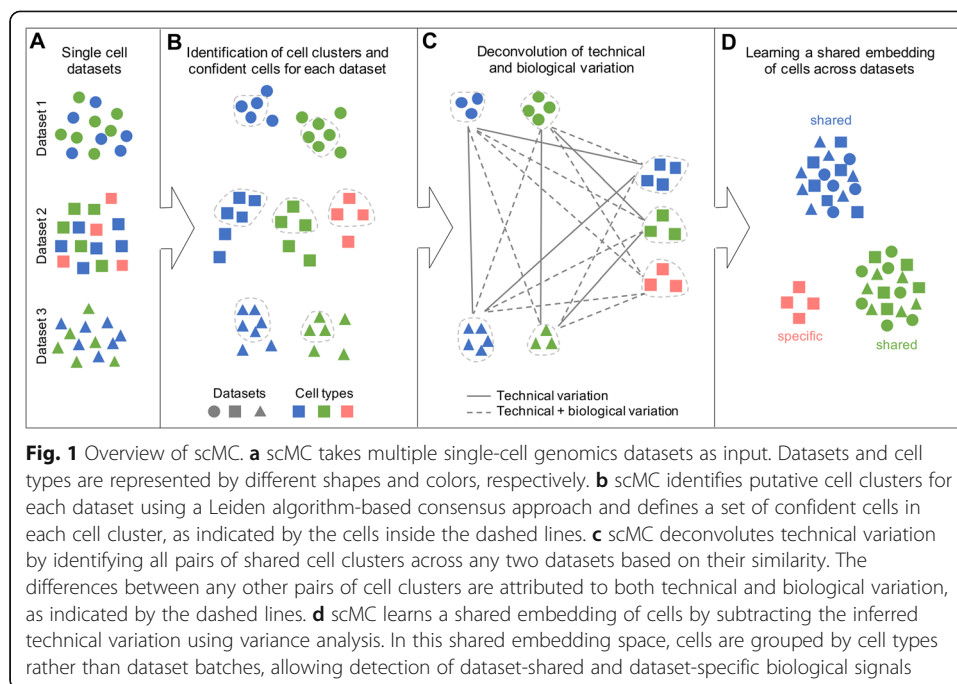 A
Single cell
datasets
B
Identification of cell clusters and
confident cells for each dataset
C
Deconvolution of technical
and biological variation
D
Learning a shared embedding
of cells across datasets
Dataset 1
Dataset 2
Dataset 3
Datasets
Cell types
Technical variation
Technical + biological variation
shared
specific
shared
Fig. 1 Overview of scMC. a scMC takes multiple single-cell genomics datasets as input. Datasets and cell
types are represented by different shapes and colors, respectively. b scMC identifies putative cell clusters for
each dataset using a Leiden algorithm-based consensus approach and defines a set of confident cells in
each cell cluster, as indicated by the cells inside the dashed lines. c scMC deconvolutes technical variation
by identifying all pairs of shared cell clusters across any two datasets based on their similarity. The
differences between any other pairs of cell clusters are attributed to both technical and biological variation,
as indicated by the dashed lines. d scMC learns a shared embedding of cells by subtracting the inferred
technical variation using variance analysis. In this shared embedding space, cells are grouped by cell types
rather than dataset batches, allowing detection of dataset-shared and dataset-specific biological signals